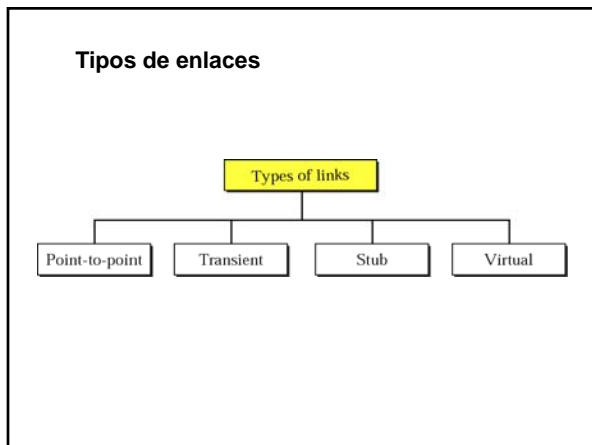 Tipos de enlaces
Types of links
Point-to-point Transient Stub Virtual